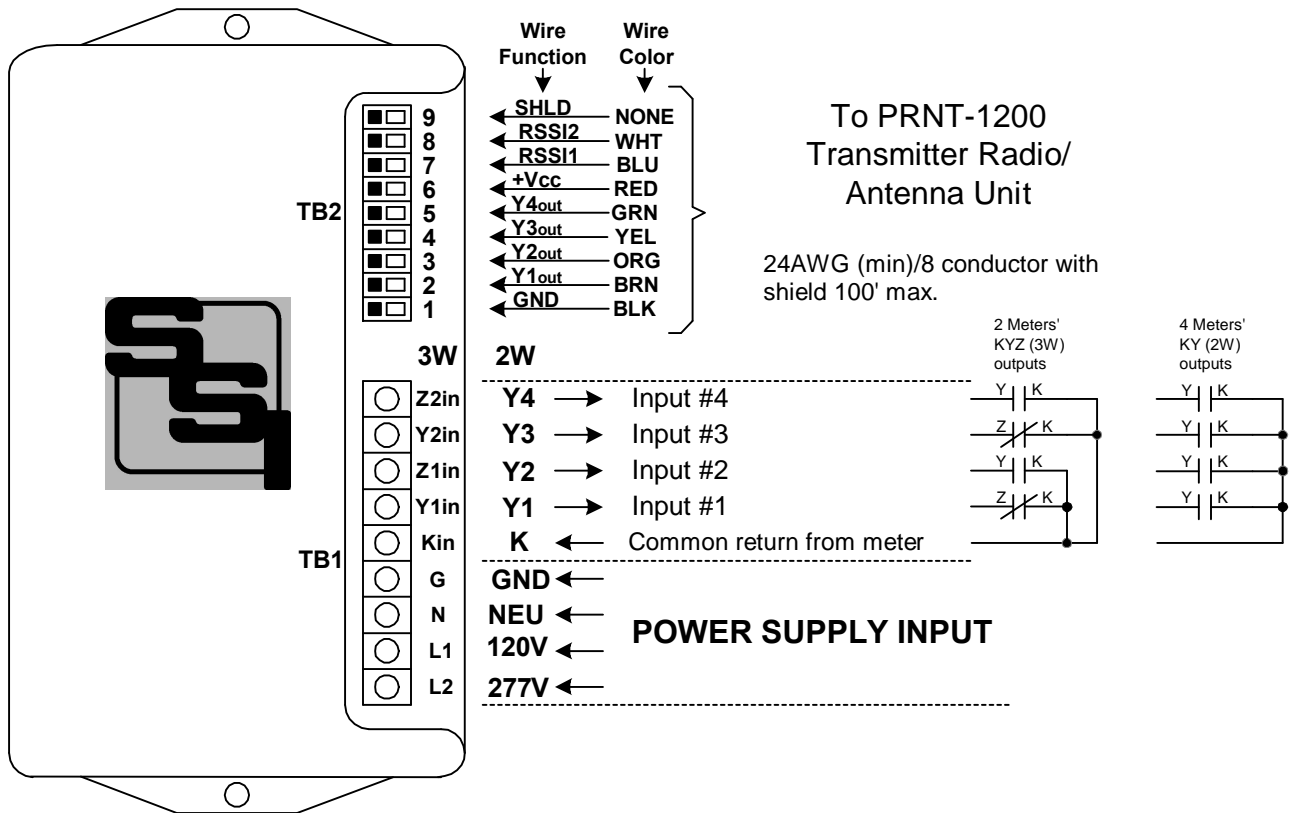 Wire Function
Wire Color
9 SHLD NONE
8 RSSI2 WHT
7 RSSI1 BLU
6 +Vcc RED
TB2
5 Y4out GRN
4 Y3out YEL
3 Y2out ORG
2 Y1out BRN
1 GND BLK
To PRNT-1200
Transmitter Radio/
Antenna Unit
24AWG (min)/8 conductor with
shield 100' max.
SSI
3W 2W
Z2in Y4 Input #4
Y2in Y3 Input #3
Z1in Y2 Input #2
Y1in Y1 Input #1
TB1
Kin K Common return from meter
G GND
N NEU
L1 120V
L2 277V
POWER SUPPLY INPUT
2 Meters'
KYZ (3W)
outputs
Y K
Z K
Y K
Z K
4 Meters'
KY (2W)
outputs
Y K
Y K
Y K
Y K